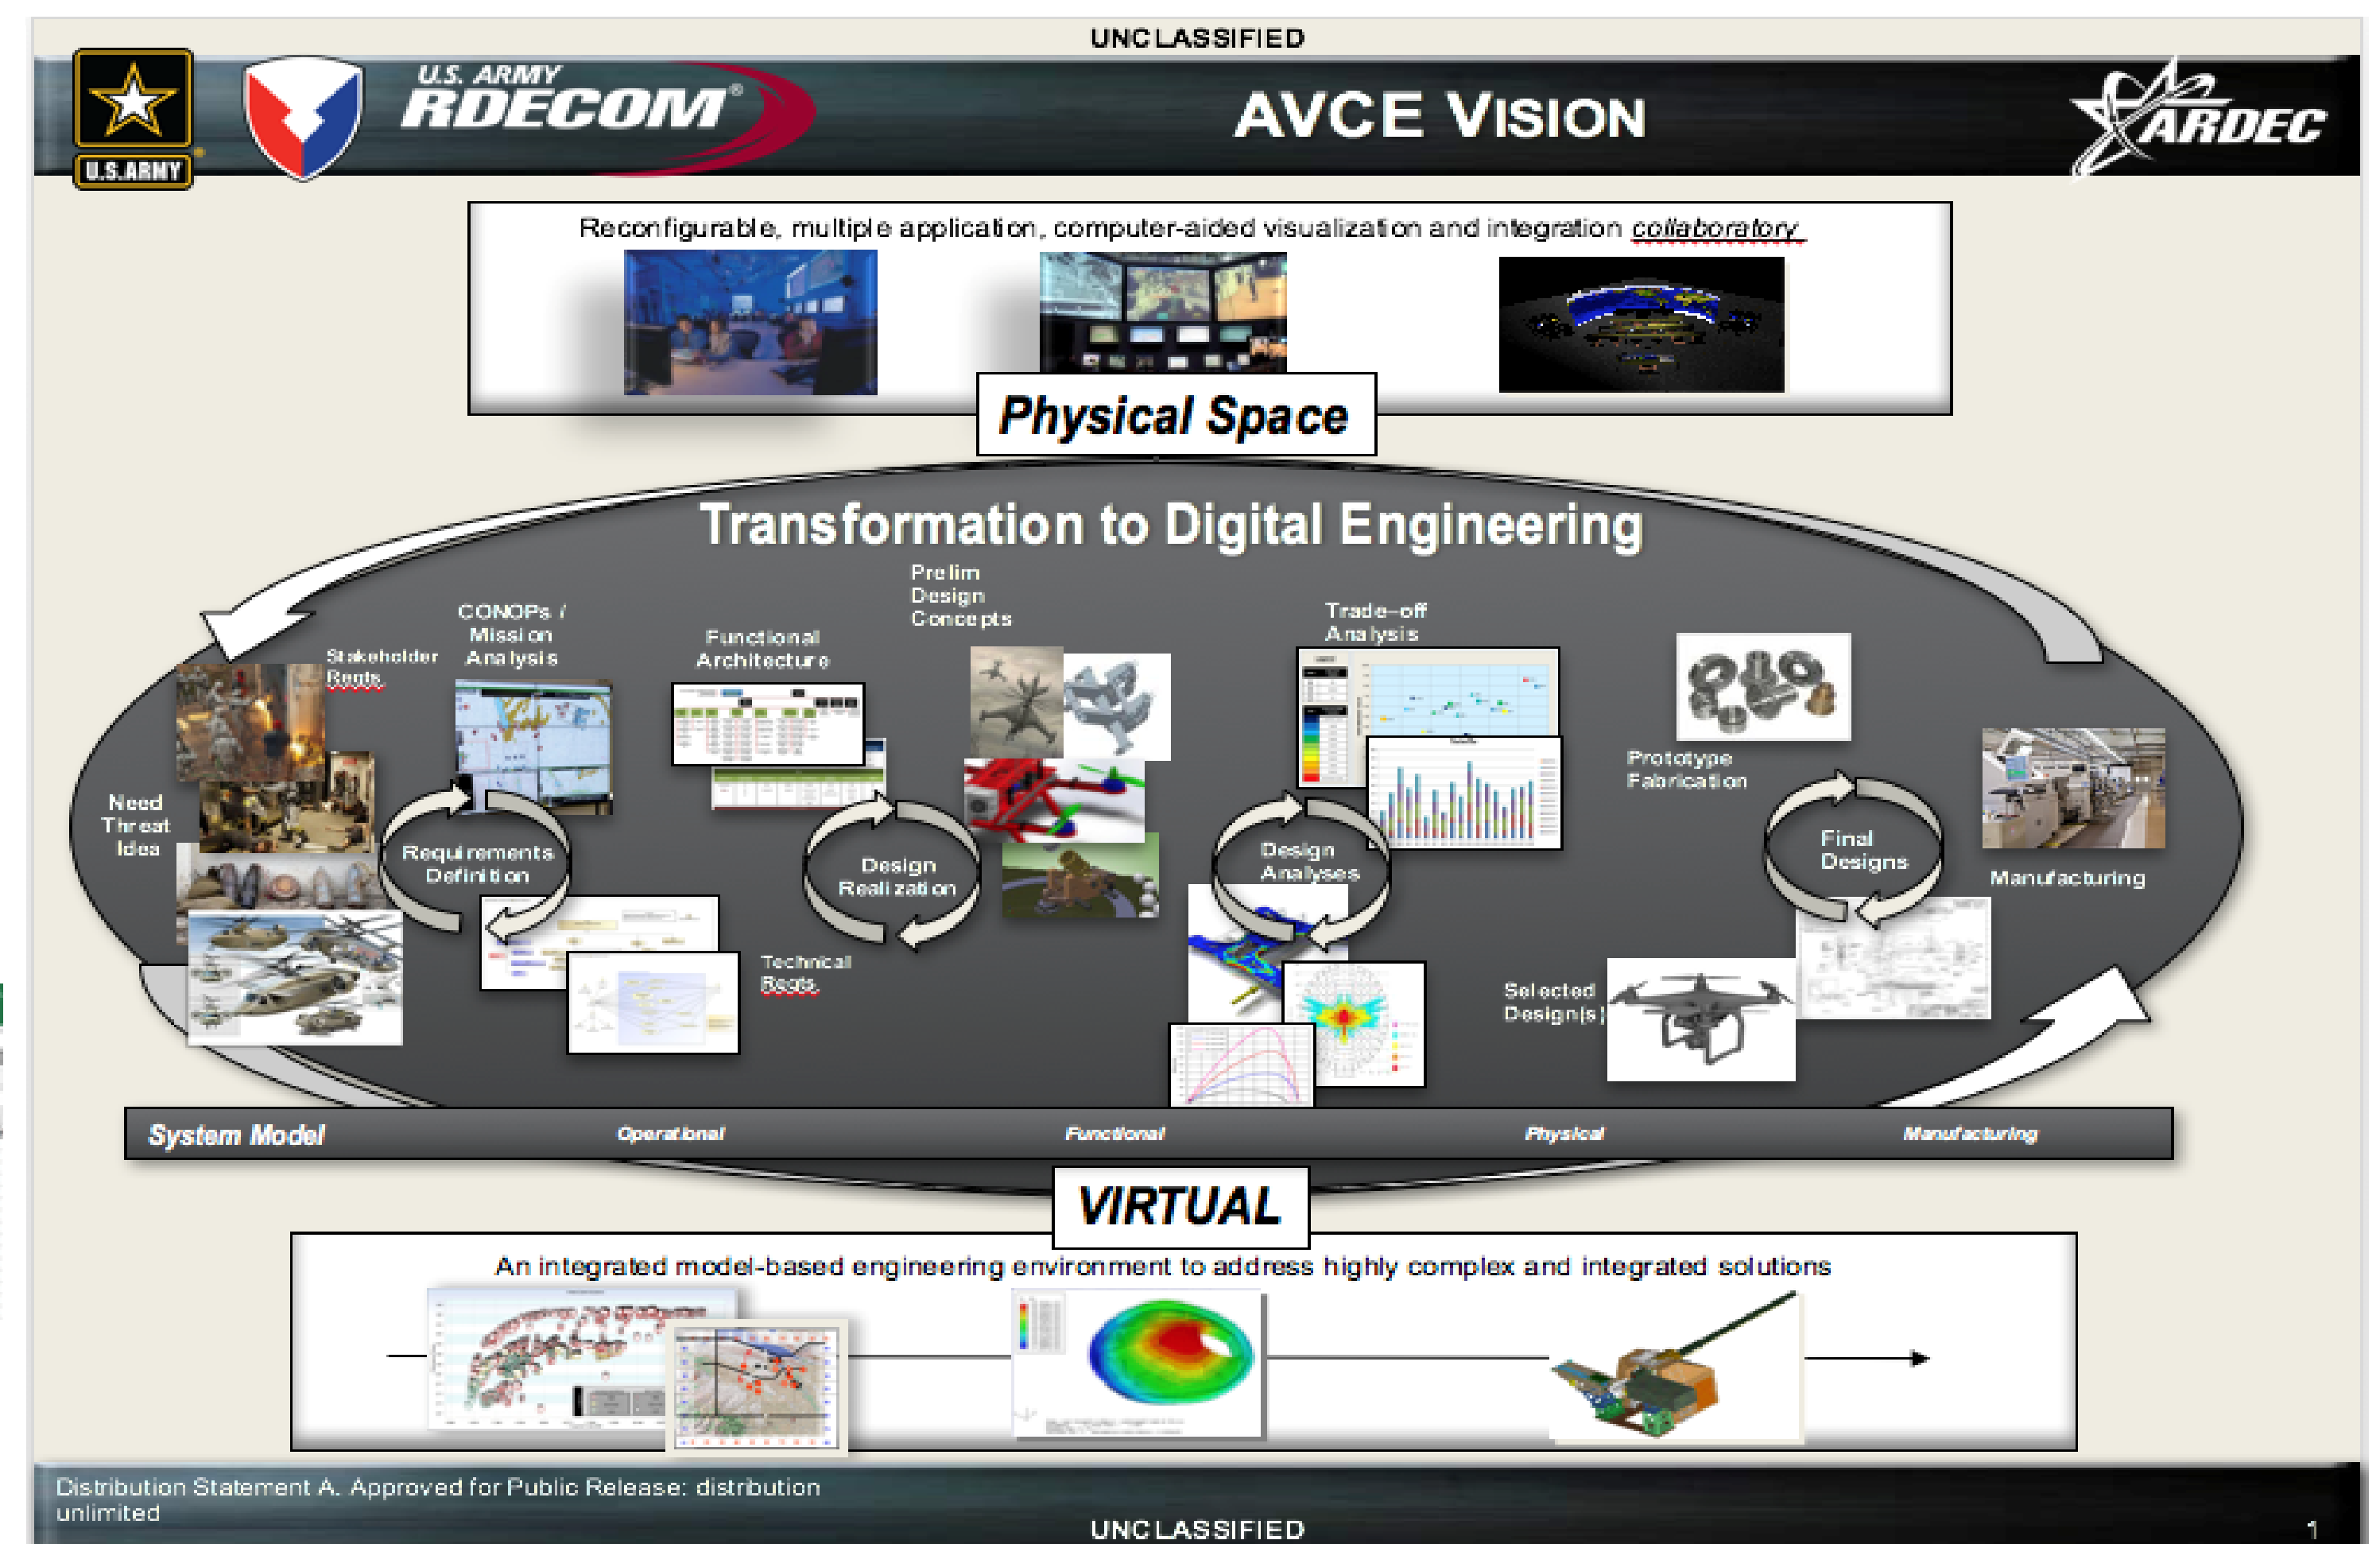 UNCLASSIFIED
U.S. ARMY
U.S. ARMY
RDECOM®
AVCE VISION
ARDEC
Reconfigurable, multiple application, computer-aided visualization and integration collaboratory
Physical Space
Transformation to Digital Engineering
Need
Threat
Idea
Stakeholder
Reqts.
CONOPs /
Mission
Analysis
Requirements
Definition
Functional
Architecture
Technical
Reqts.
Design
Realization
Prelim
Design
Concepts
Design
Analyses
Trade-off
Analysis
Selected
Design(s)
Prototype
Fabrication
Final
Designs
Manufacturing
System Model
Operational
Functional
Physical
Manufacturing
VIRTUAL
An integrated model-based engineering environment to address highly complex and integrated solutions
Distribution Statement A. Approved for Public Release: distribution
unlimited
UNCLASSIFIED
1